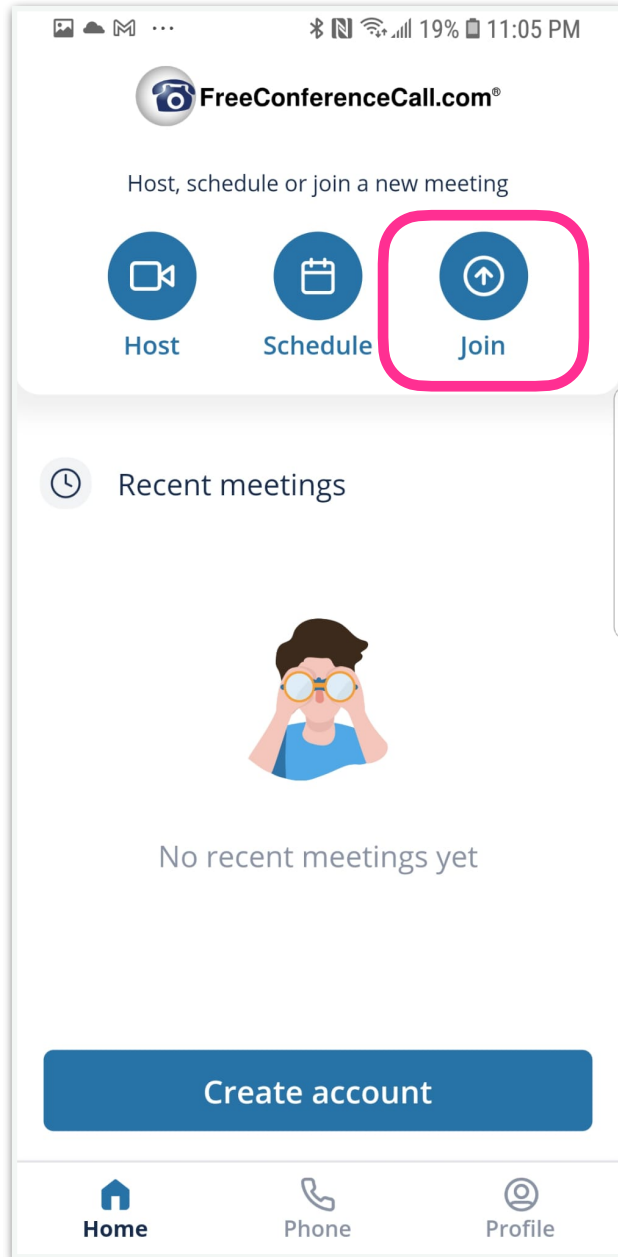 19% 11:05 PM
FreeConferenceCall.com®
Host, schedule or join a new meeting
Host Schedule Join
Recent meetings
No recent meetings yet
Create account
Home Phone Profile